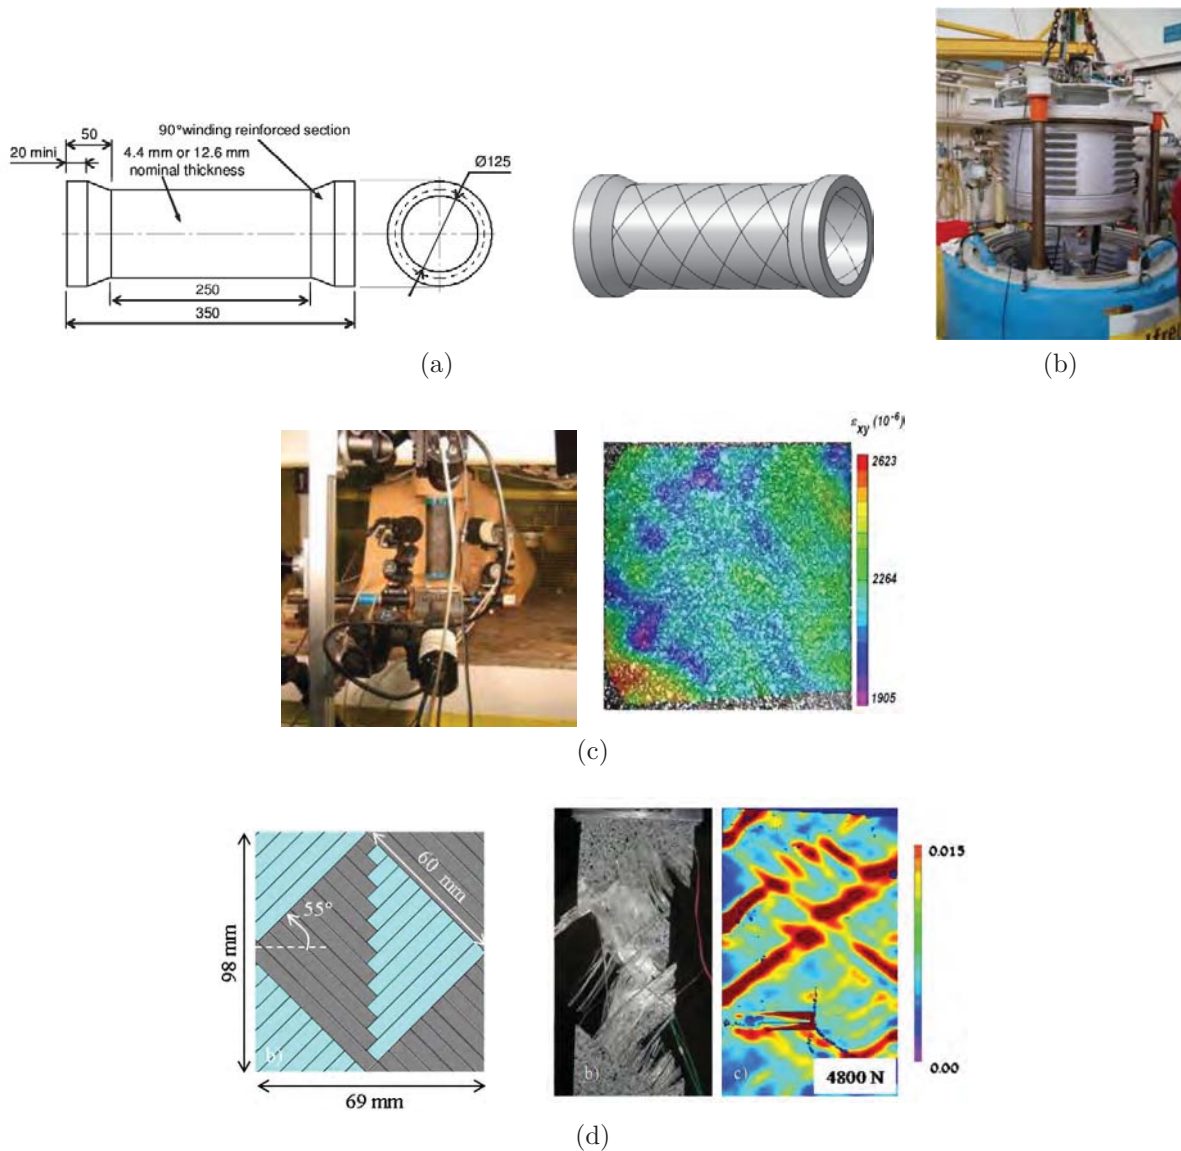 50
90°winding reinforced section
20 mini
4.4 mm or 12.6 mm
nominal thickness
Ø125
250
350
(a)
(b)
εxy (10⁻⁶)
2623
2264
1905
(c)
60 mm
55°
98 mm
b)
69 mm
b)
c)
4800 N
0.015
0.00
(d)